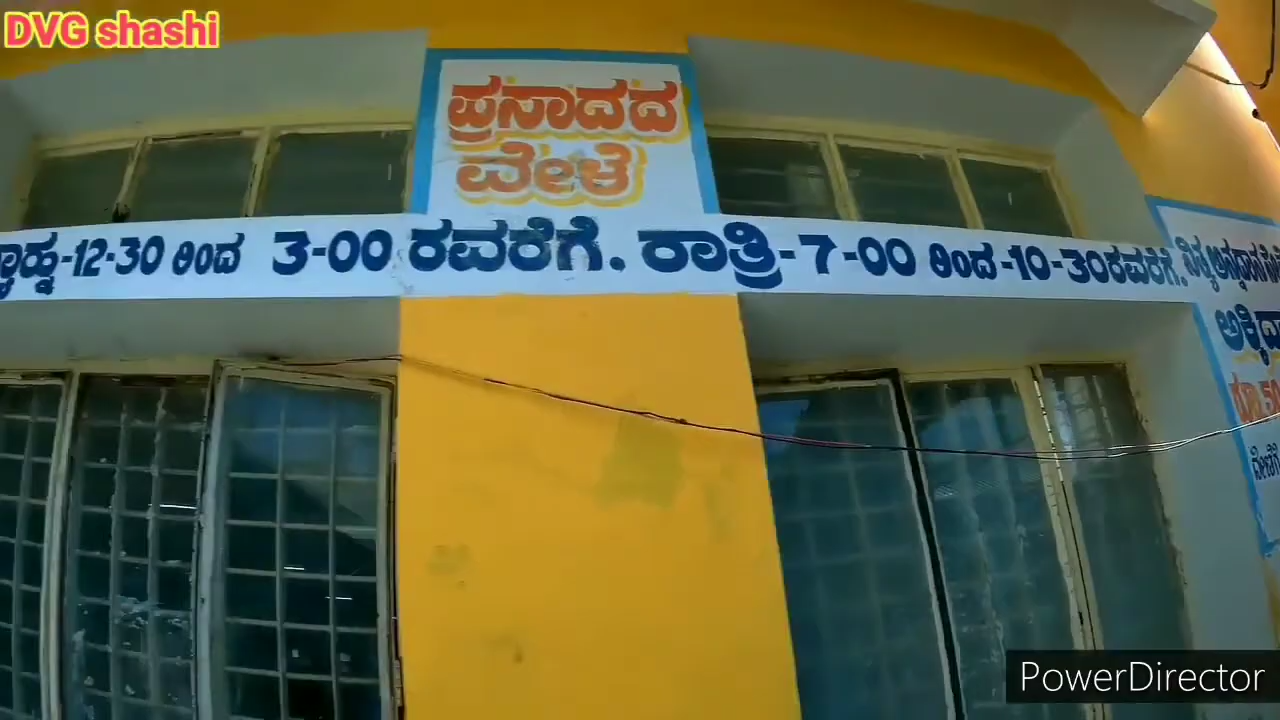 DVG shashi
ಪ್ರಸಾದದ
ವೇಳೆ
12-30 ರಿಂದ 3-00 ರವರೆಗೆ. ರಾತ್ರಿ-7-00 ರಿಂದ-10-30ರವರೆಗೆ.
PowerDirector